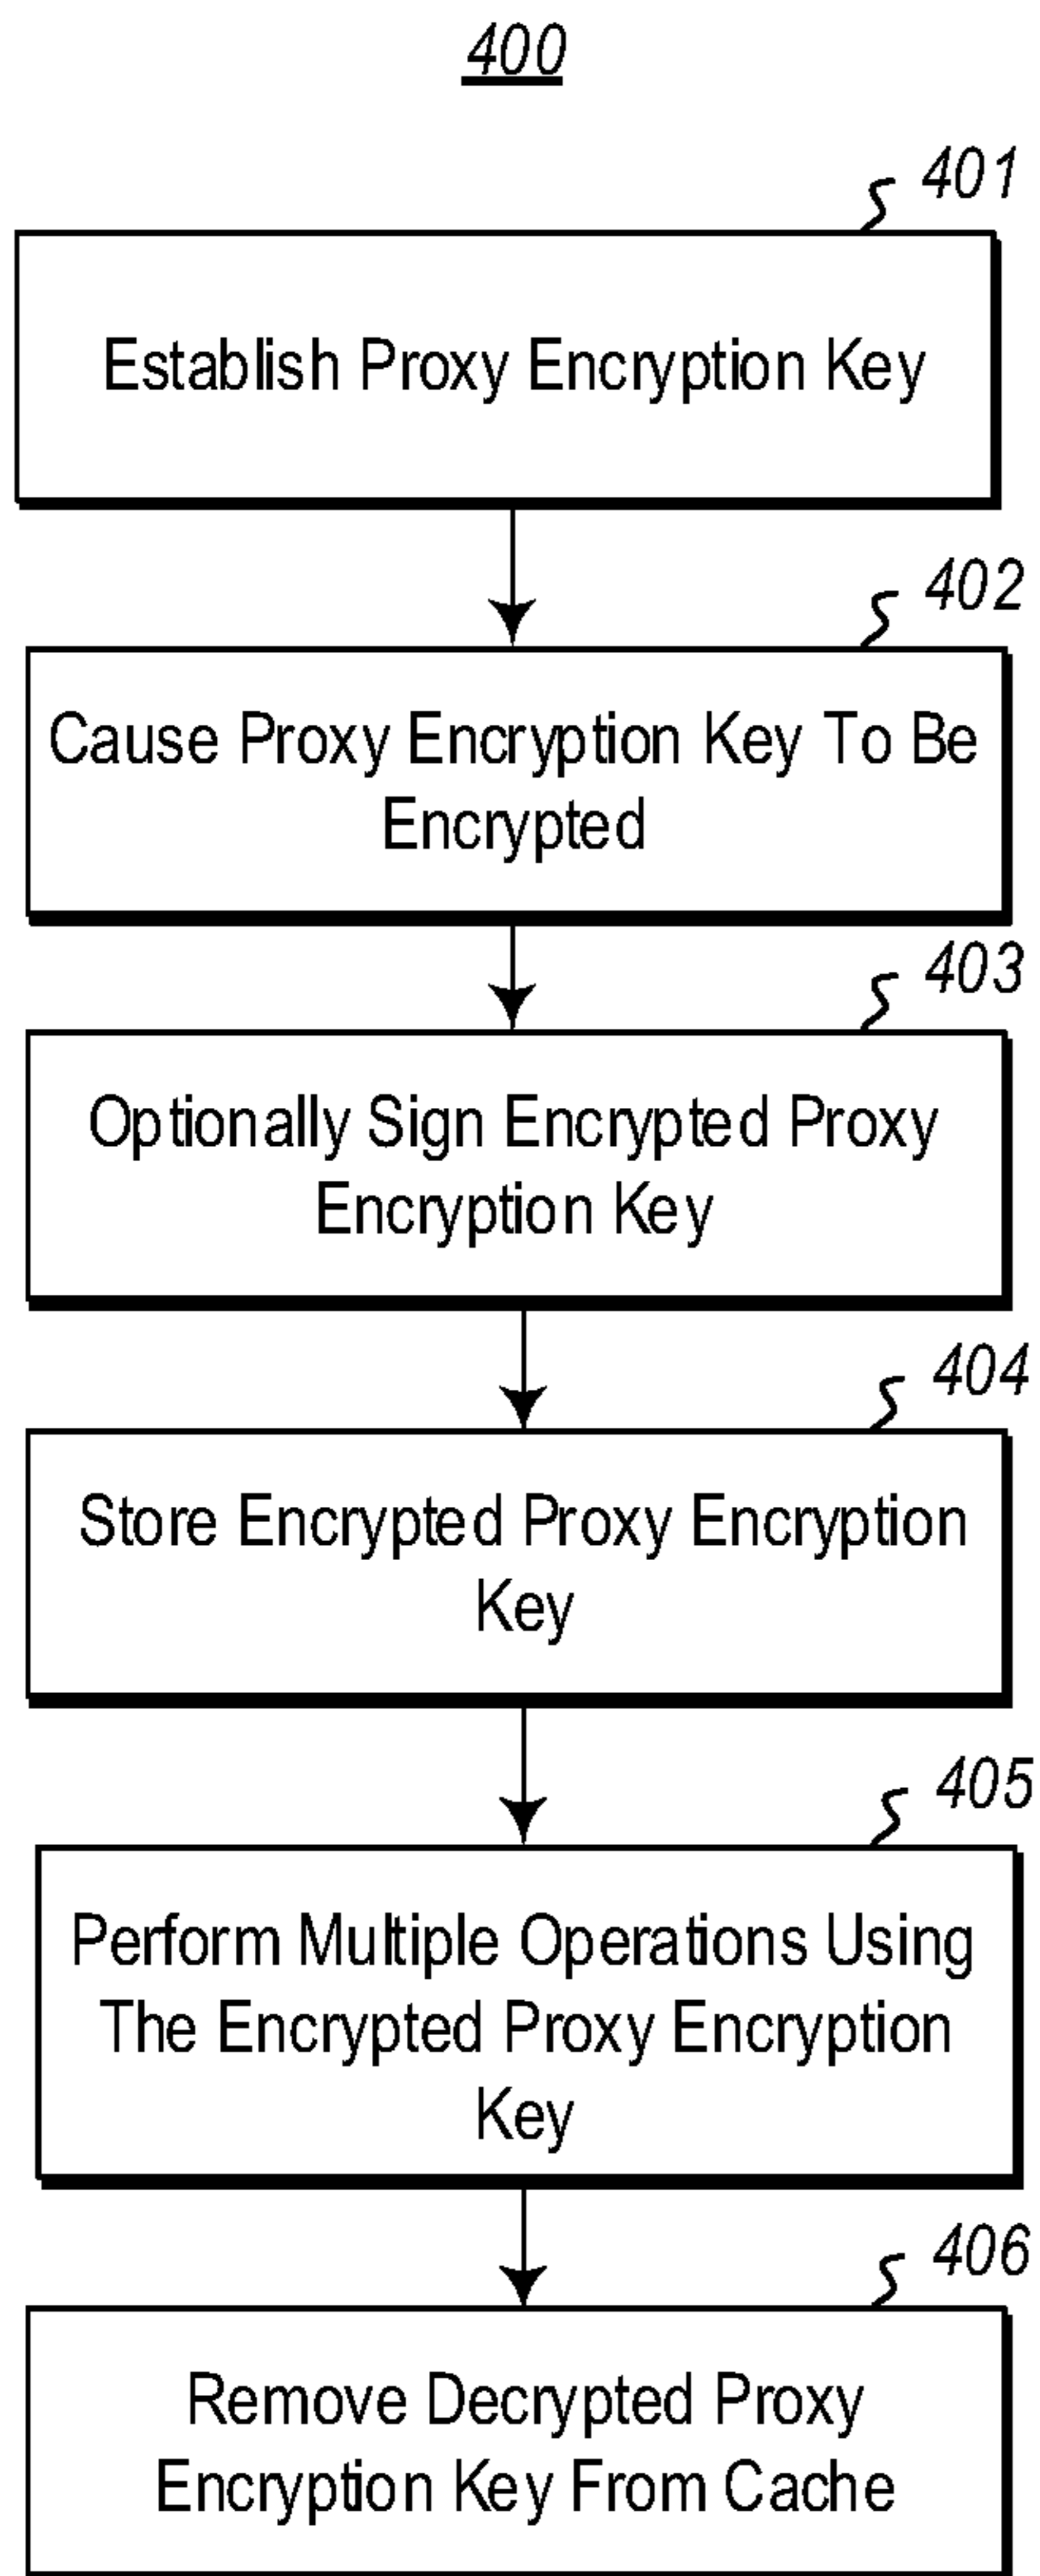 400
401
Establish Proxy Encryption Key
402
Cause Proxy Encryption Key To Be
Encrypted
403
Optionally Sign Encrypted Proxy
Encryption Key
404
Store Encrypted Proxy Encryption
Key
405
Perform Multiple Operations Using
The Encrypted Proxy Encryption
Key
406
Remove Decrypted Proxy
Encryption Key From Cache